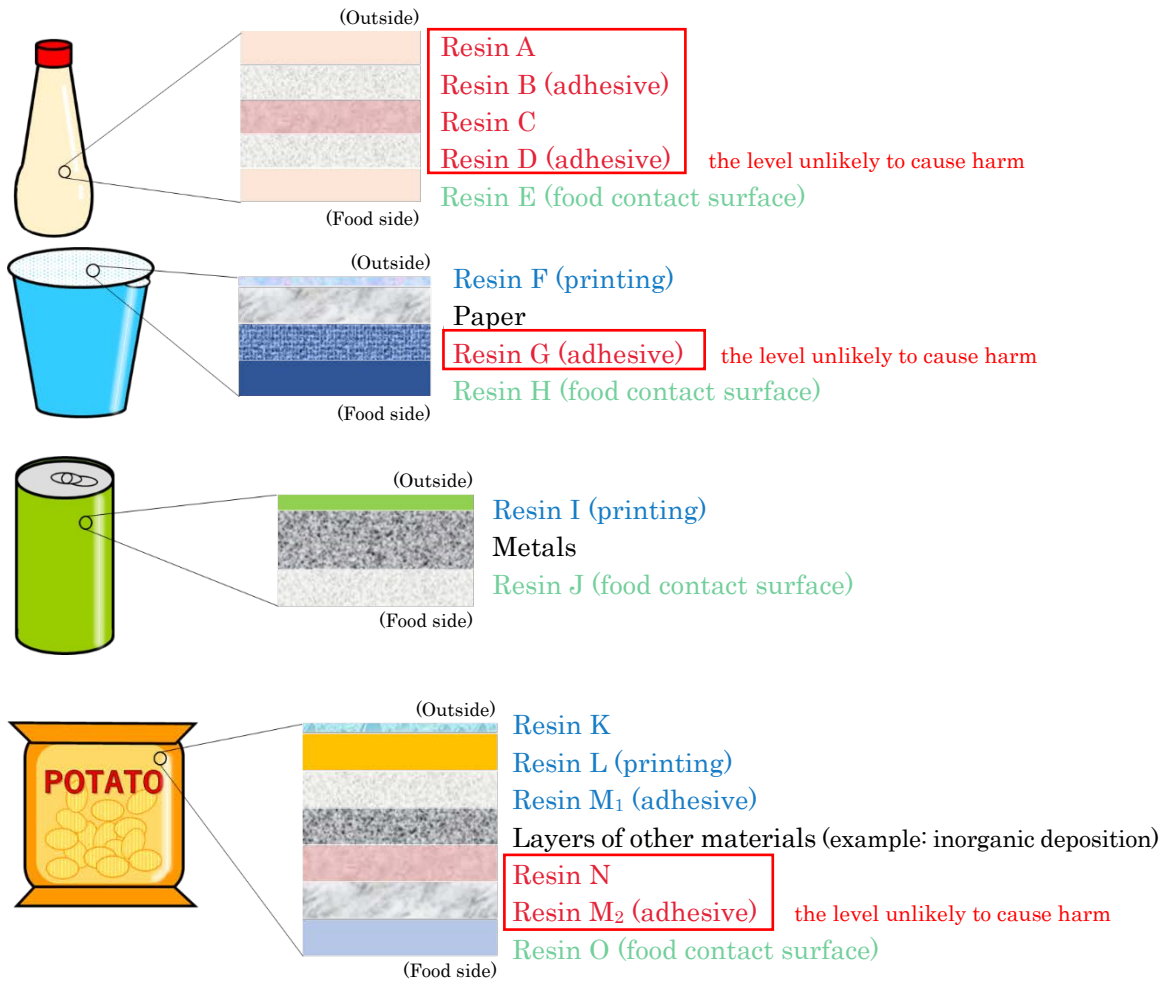 (Outside)
Resin A
Resin B (adhesive)
Resin C
Resin D (adhesive) the level unlikely to cause harm
Resin E (food contact surface)
(Food side)
(Outside)
Resin F (printing)
Paper
Resin G (adhesive) the level unlikely to cause harm
Resin H (food contact surface)
(Food side)
(Outside)
Resin I (printing)
Metals
Resin J (food contact surface)
(Food side)
(Outside)
Resin K
Resin L (printing)
POTATO
Resin M₁ (adhesive)
Layers of other materials (example: inorganic deposition)
Resin N
Resin M₂ (adhesive) the level unlikely to cause harm
Resin O (food contact surface)
(Food side)